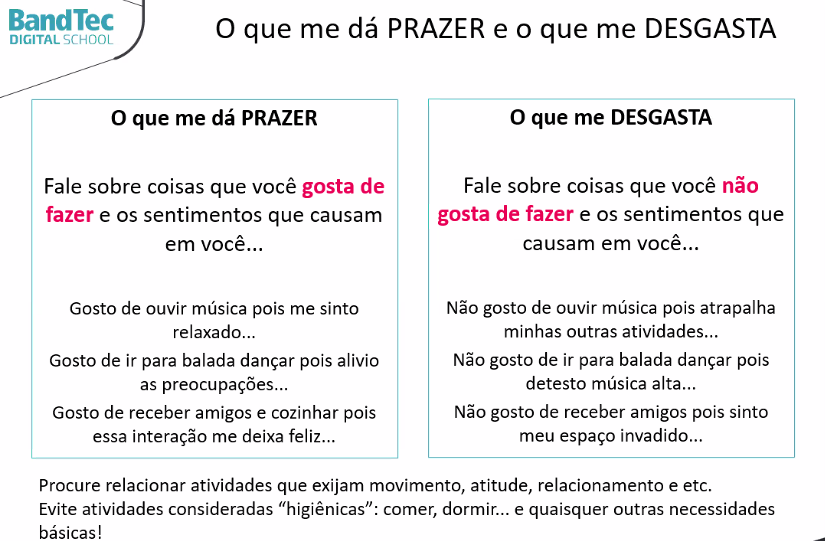 BandTec
DIGITAL SCHOOL
O que me dá PRAZER e o que me DESGASTA
O que me dá PRAZER
Fale sobre coisas que você gosta de
fazer e os sentimentos que causam
em você...
Gosto de ouvir música pois me sinto
relaxado...
Gosto de ir para balada dançar pois alivio
as preocupações...
Gosto de receber amigos e cozinhar pois
essa interação me deixa feliz...
O que me DESGASTA
Fale sobre coisas que você não
gosta de fazer e os sentimentos que
causam em você...
Não gosto de ouvir música pois atrapalha
minhas outras atividades...
Não gosto de ir para balada dançar pois
detesto música alta...
Não gosto de receber amigos pois sinto
meu espaço invadido...
Procure relacionar atividades que exijam movimento, atitude, relacionamento e etc.
Evite atividades consideradas “higiênicas”: comer, dormir... e quaisquer outras necessidades
básicas!